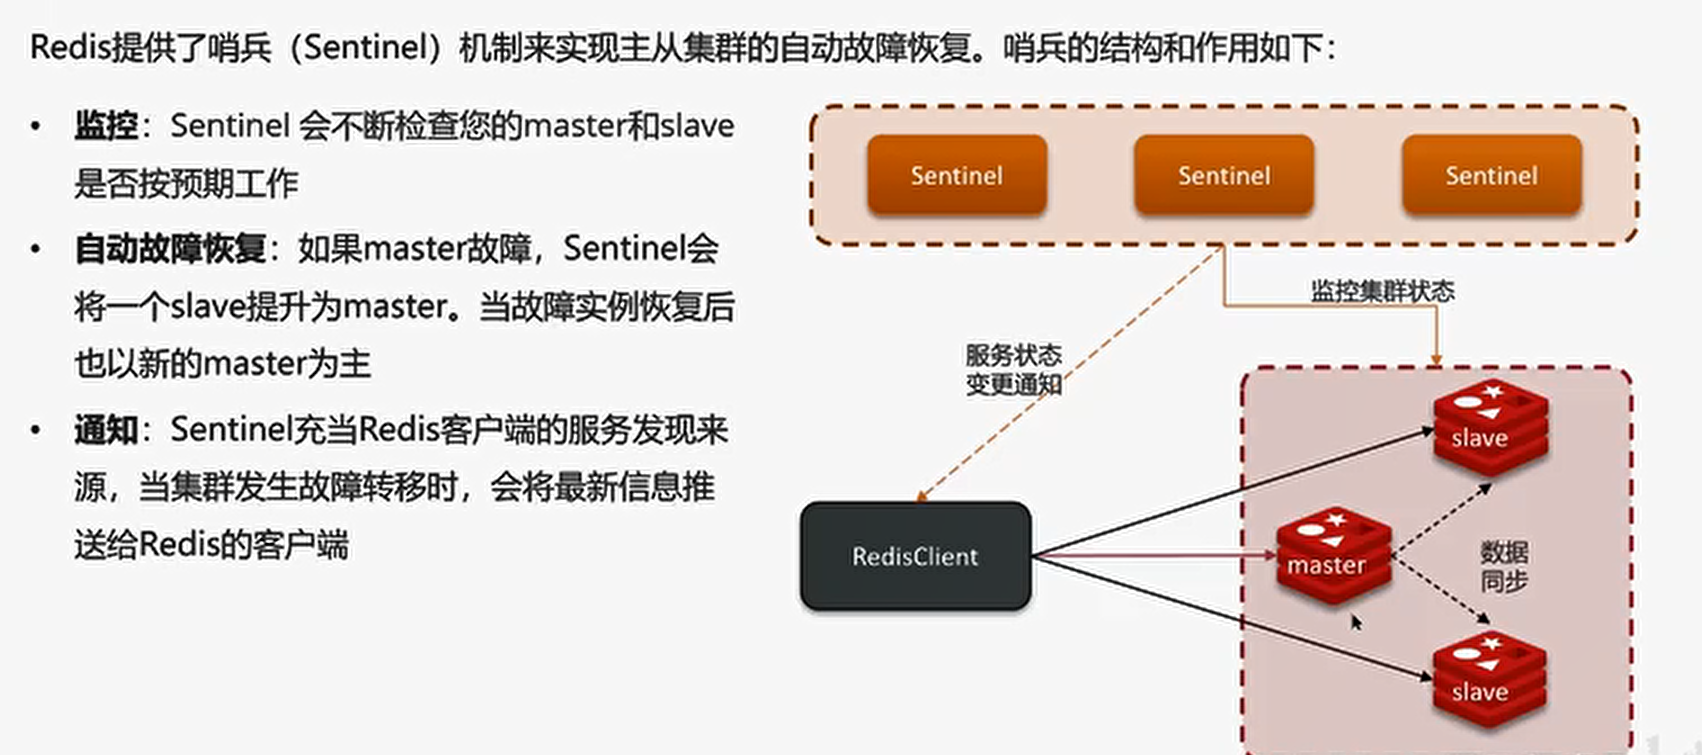 Redis提供了哨兵（Sentinel）机制来实现主从集群的自动故障恢复。哨兵的结构和作用如下：
• 监控：Sentinel 会不断检查您的master和slave
是否按预期工作
• 自动故障恢复：如果master故障，Sentinel会
将一个slave提升为master。当故障实例恢复后
也以新的master为主
• 通知：Sentinel充当Redis客户端的服务发现来
源，当集群发生故障转移时，会将最新信息推
送给Redis的客户端
Sentinel
Sentinel
Sentinel
监控集群状态
服务状态
变更通知
slave
RedisClient
master
数据
同步
slave